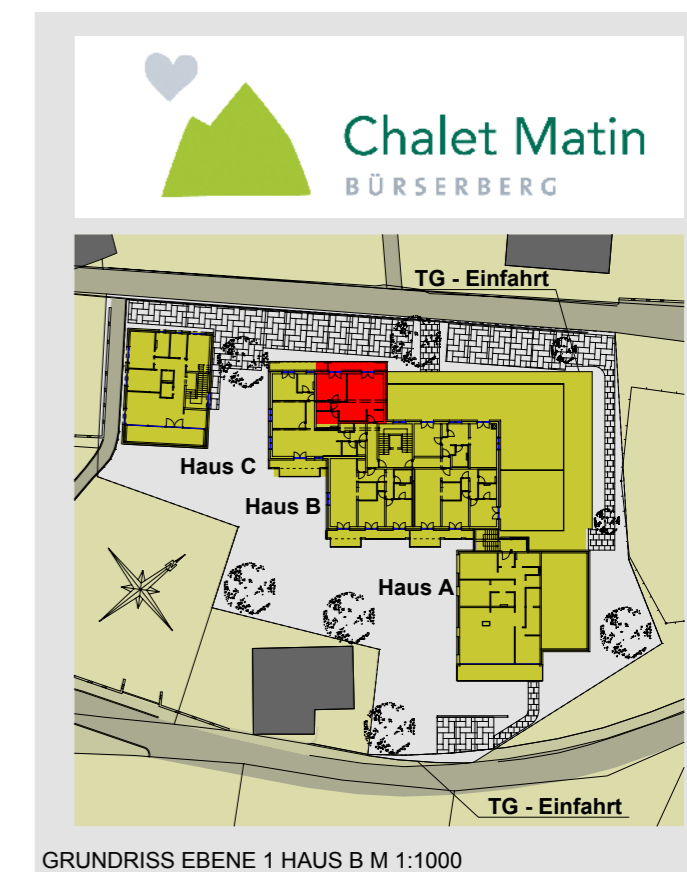 Chalet Matin
BÜRSERBERG
TG - Einfahrt
Haus C
Haus B
Haus A
TG - Einfahrt
GRUNDRISS EBENE 1 HAUS B M 1:1000